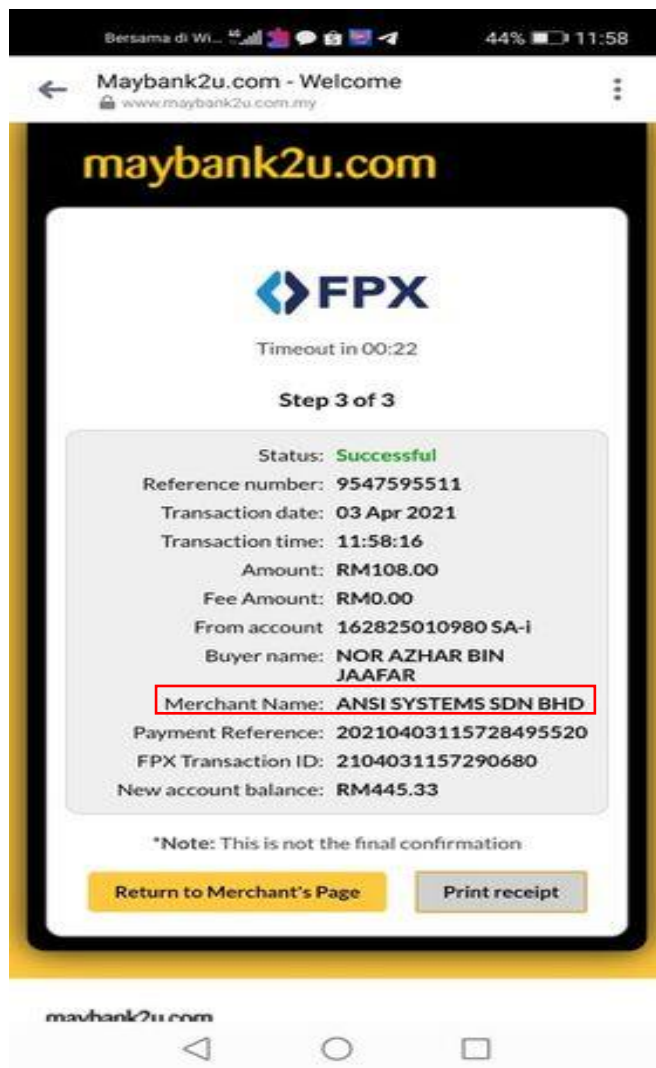 Bersama di Wi... 44% 11:58
Maybank2u.com - Welcome
www.maybank2u.com.my
maybank2u.com
FPX
Timeout in 00:22
Step 3 of 3
Status: Successful
Reference number: 9547595511
Transaction date: 03 Apr 2021
Transaction time: 11:58:16
Amount: RM108.00
Fee Amount: RM0.00
From account 162825010980 SA-i
Buyer name: NOR AZHAR BIN
JAAFAR
Merchant Name: ANSI SYSTEMS SDN BHD
Payment Reference: 20210403115728495520
FPX Transaction ID: 2104031157290680
New account balance: RM445.33
*Note: This is not the final confirmation
Return to Merchant's Page Print receipt
maybank2u.com